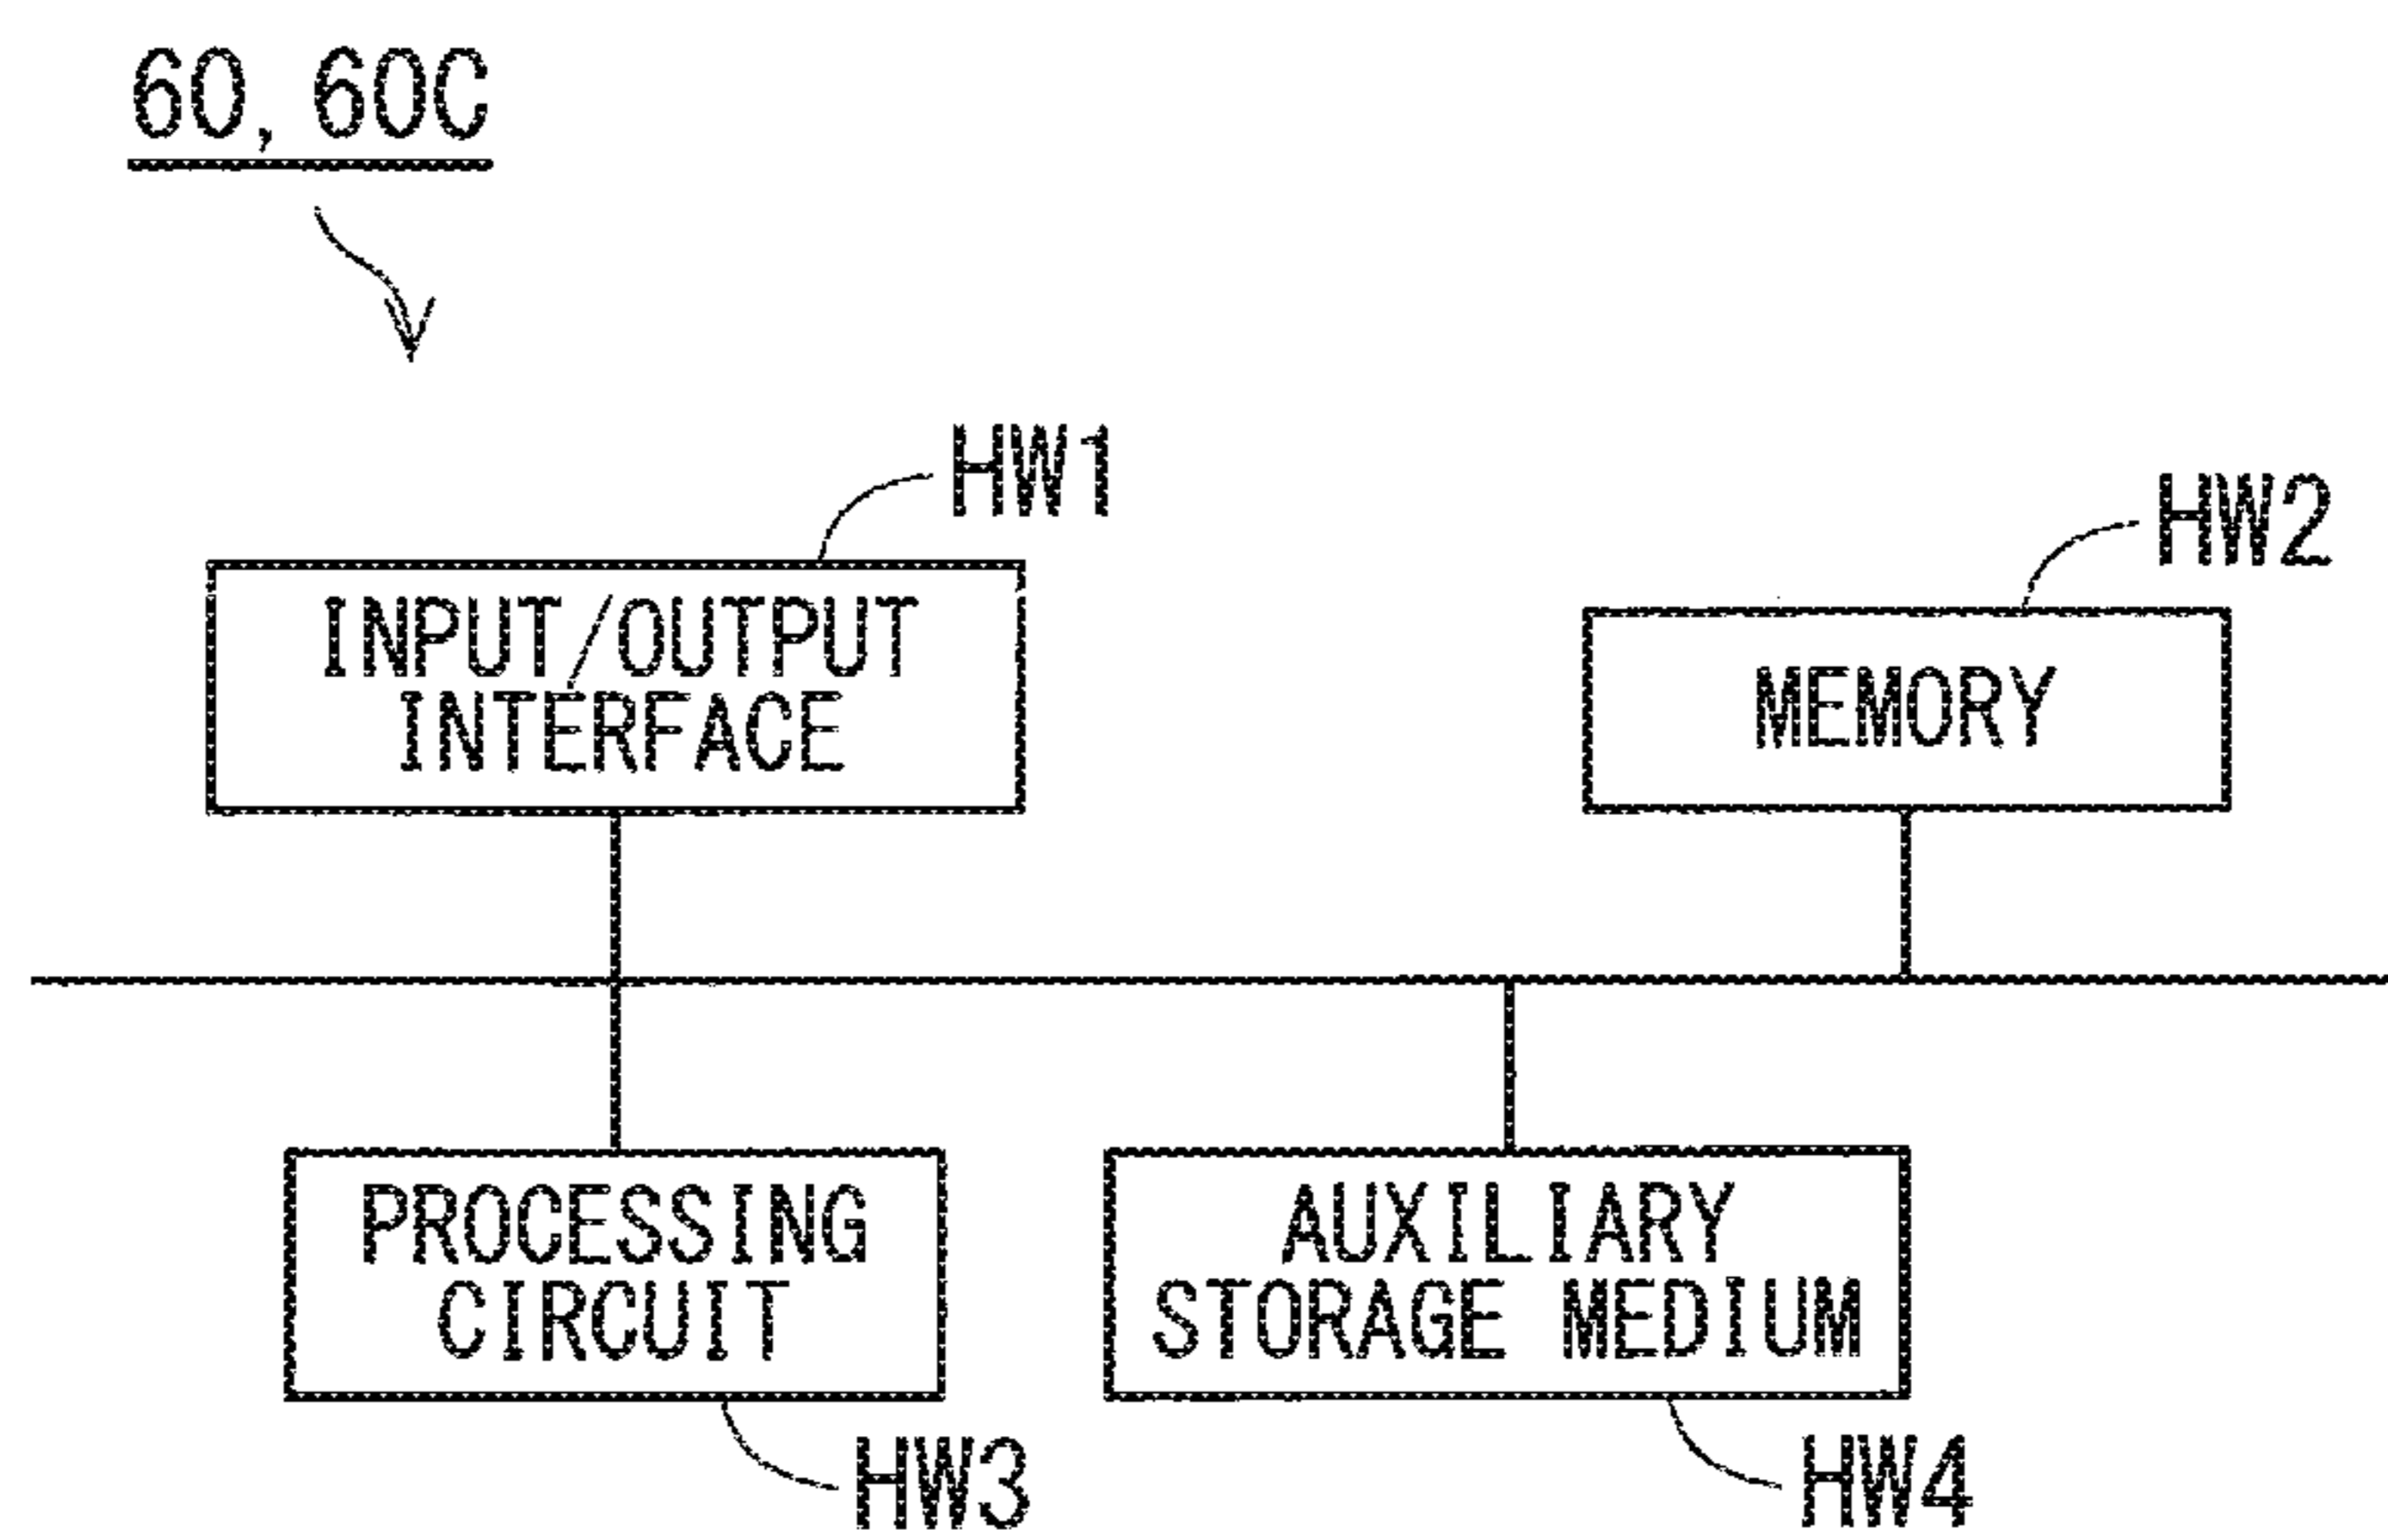 60, 60C
HW1
INPUT/OUTPUT
INTERFACE
HW2
MEMORY
PROCESSING
CIRCUIT
HW3
AUXILIARY
STORAGE MEDIUM
HW4